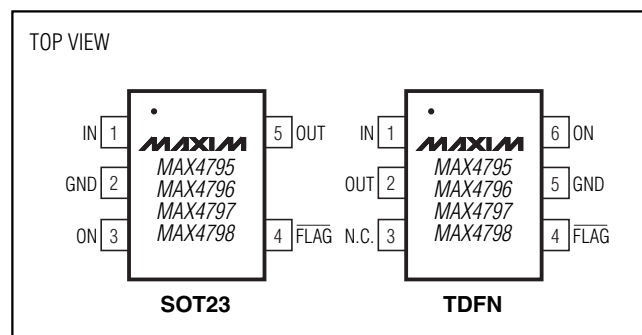 TOP VIEW
IN 1
GND 2
ON 3
MAXIM
MAX4795
MAX4796
MAX4797
MAX4798
5 OUT
4 FLAG
SOT23
IN 1
OUT 2
N.C. 3
MAXIM
MAX4795
MAX4796
MAX4797
MAX4798
6 ON
5 GND
4 FLAG
TDFN